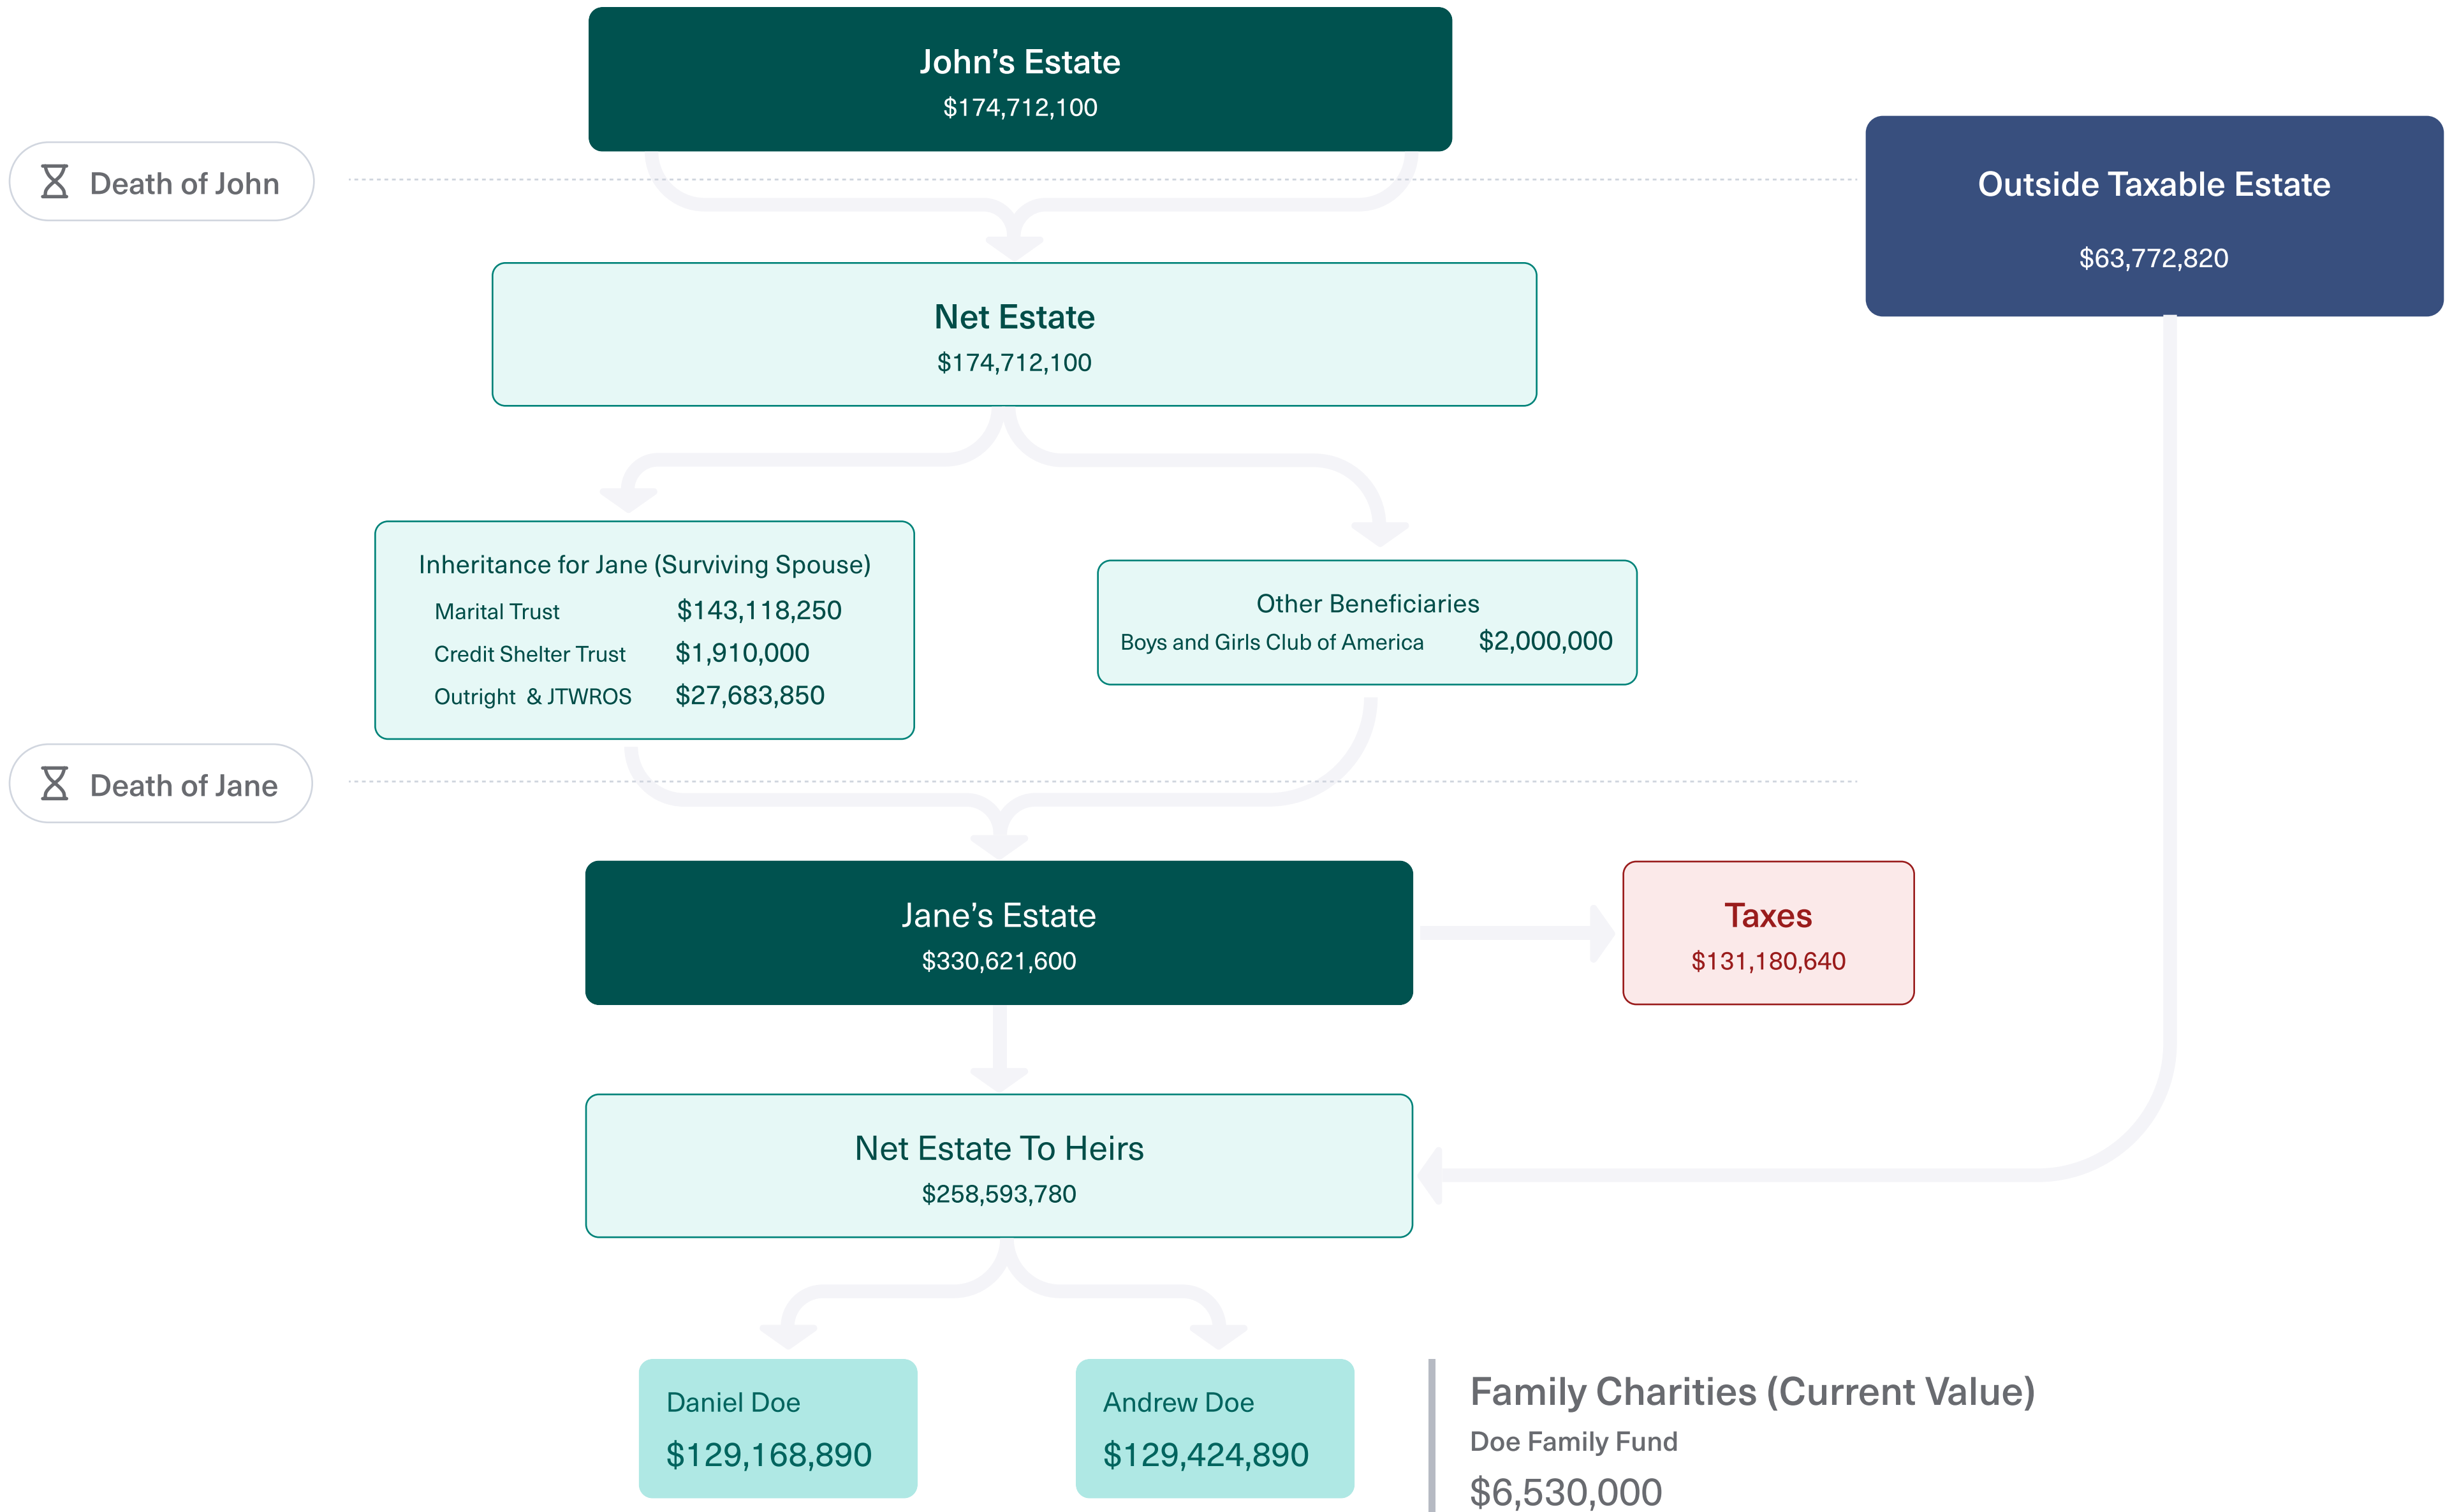 John’s Estate
$174,712,100
Death of John
Outside Taxable Estate
$63,772,820
Net Estate
$174,712,100
Inheritance for Jane (Surviving Spouse)
Marital Trust $143,118,250
Credit Shelter Trust $1,910,000
Outright & JTWROS $27,683,850
Other Beneficiaries
Boys and Girls Club of America $2,000,000
Death of Jane
Jane’s Estate
$330,621,600
Taxes
$131,180,640
Net Estate To Heirs
$258,593,780
Daniel Doe
$129,168,890
Andrew Doe
$129,424,890
Family Charities (Current Value)
Doe Family Fund
$6,530,000